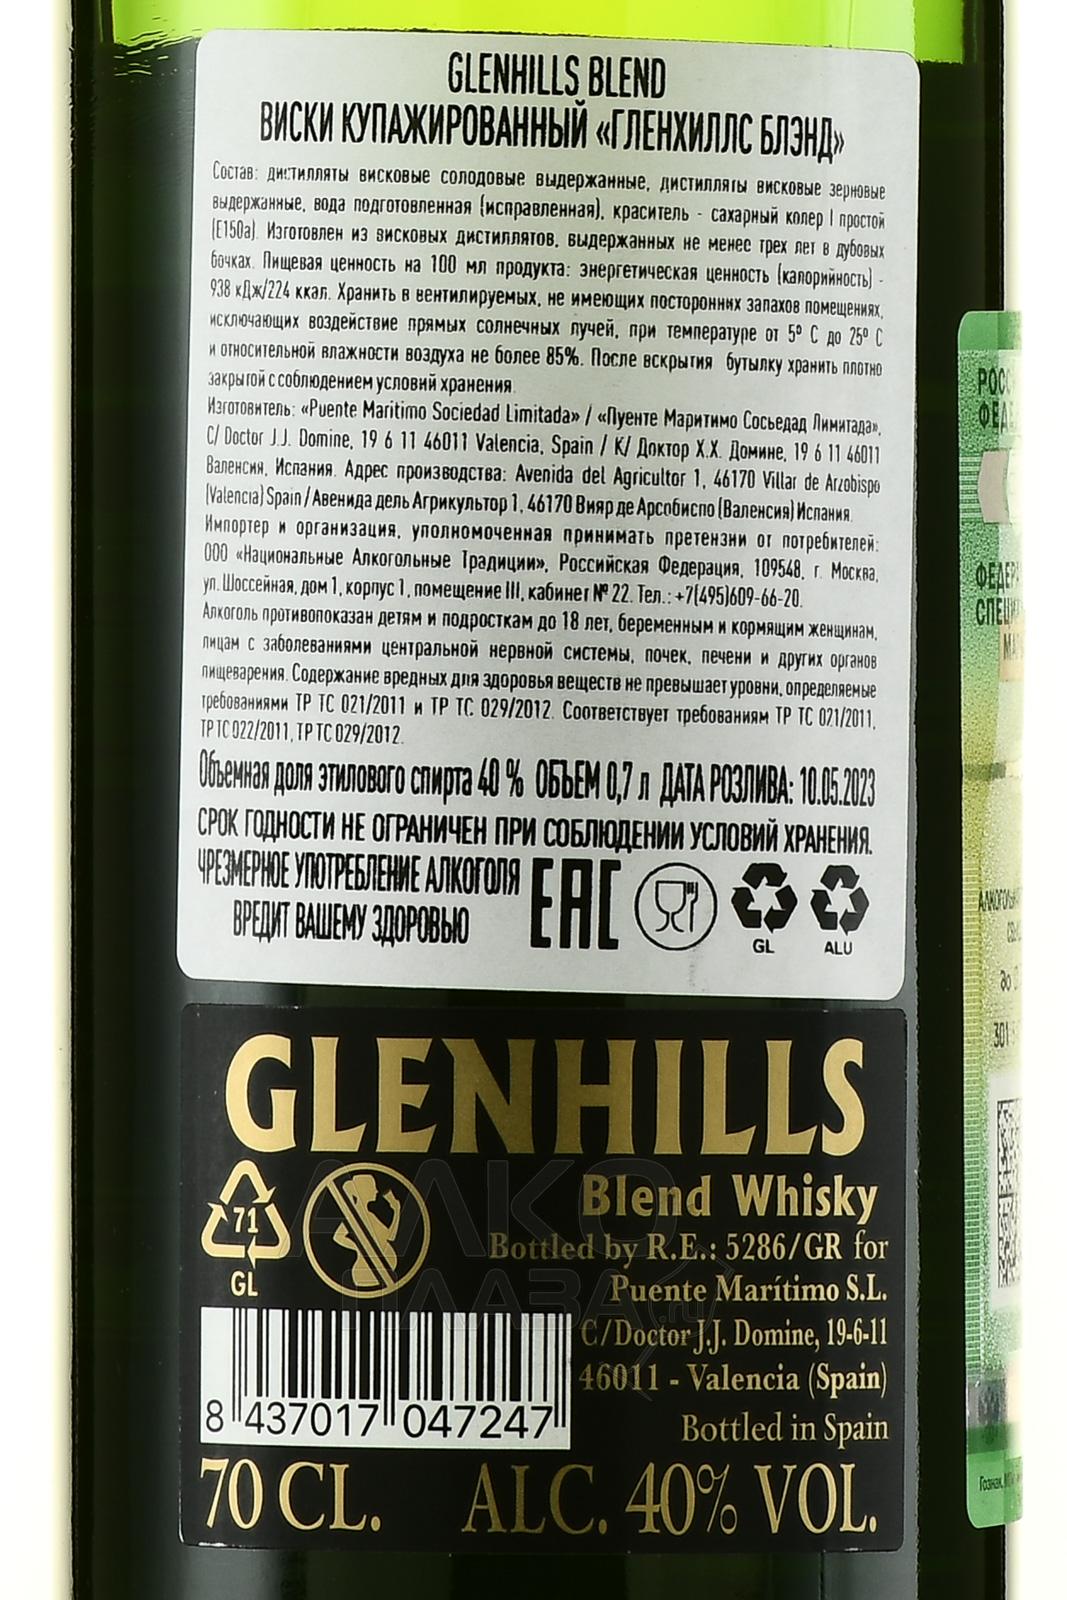 GLENHILLS BLEND
ВИСКИ КУПАЖИРОВАННЫЙ «ГЛЕНХИЛЛС БЛЭНД»
Состав: дистилляты висковые солодовые выдержанные, дистилляты висковые зерновые
выдержанные, вода подготовленная (исправленная), краситель - сахарный колер I простой
(Е150а). Изготовлен из висковых дистиллятов, выдержанных не менее трех лет в дубовых
бочках. Пищевая ценность на 100 мл продукта: энергетическая ценность (калорийность) -
938 кДж/224 ккал. Хранить в вентилируемых, не имеющих посторонних запахов помещениях,
исключающих воздействие прямых солнечных лучей, при температуре от 5º С до 25º С
и относительной влажности воздуха не более 85%. После вскрытия бутылку хранить плотно
закрытой с соблюдением условий хранения.
Изготовитель: «Puente Maritimo Sociedad Limitada» / «Пуенте Маритимо Сосьедад Лимитада»,
C/ Doctor J.J. Domine, 19 6 11 46011 Valencia, Spain / К/ Доктор Х.Х. Домине, 19 6 11 46011
Валенсия, Испания. Адрес производства: Avenida del Agricultor 1, 46170 Villar de Arzobispo
(Valencia) Spain / Авенида дель Агрикультор 1, 46170 Вияр де Арсобиспо (Валенсия) Испания.
Импортер и организация, уполномоченная принимать претензии от потребителей:
ООО «Национальные Алкогольные Традиции», Российская Федерация, 109548, г. Москва,
ул. Шоссейная, дом 1, корпус 1, помещение III, кабинет № 22. Тел.: +7(495)609-66-20.
Алкоголь противопоказан детям и подросткам до 18 лет, беременным и кормящим женщинам,
лицам с заболеваниями центральной нервной системы, почек, печени и других органов
пищеварения. Содержание вредных для здоровья веществ не превышает уровни, определяемые
требованиями ТР ТС 021/2011 и ТР ТС 029/2012. Соответствует требованиям ТР ТС 021/2011,
ТР ТС 022/2011, ТР ТС 029/2012.
Объемная доля этилового спирта 40 % ОБЪЕМ 0,7 л ДАТА РОЗЛИВА: 10.05.2023
СРОК ГОДНОСТИ НЕ ОГРАНИЧЕН ПРИ СОБЛЮДЕНИИ УСЛОВИЙ ХРАНЕНИЯ.
ЧРЕЗМЕРНОЕ УПОТРЕБЛЕНИЕ АЛКОГОЛЯ
ВРЕДИТ ВАШЕМУ ЗДОРОВЬЮ
EAC
GL
ALU
GLENHILLS
71
GL
Blend Whisky
Bottled by R.E.: 5286/GR for
Puente Marítimo S.L.
C/Doctor J.J. Domine, 19-6-11
46011 - Valencia (Spain)
Bottled in Spain
8 437017 047247
70 CL. ALC. 40% VOL.
АЛКО
ПЛАЗА.ru